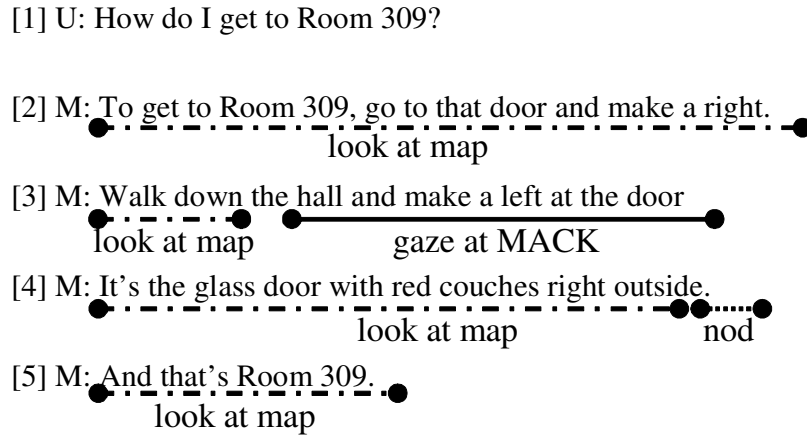 [1] U: How do I get to Room 309?
[2] M: To get to Room 309, go to that door and make a right.
look at map
[3] M: Walk down the hall and make a left at the door
look at map gaze at MACK
[4] M: It's the glass door with red couches right outside.
look at map nod
[5] M: And that's Room 309.
look at map